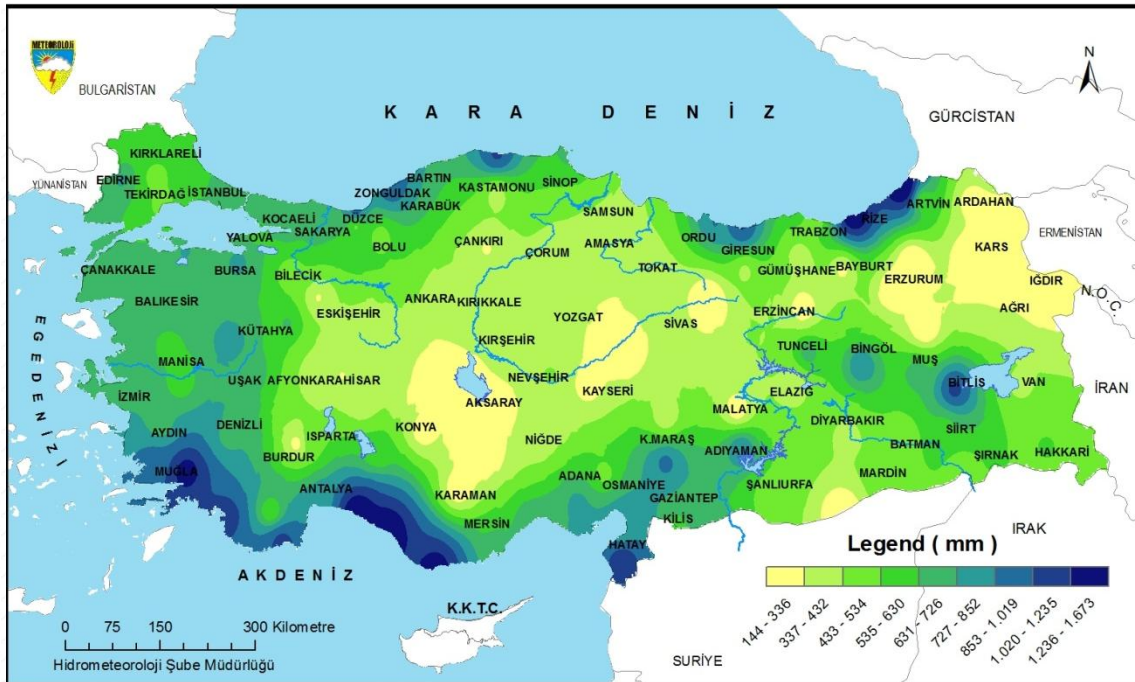 METEOROLOJİ
BULGARİSTAN
K A R A D E N İ Z
N
GÜRCİSTAN
YUNANİSTAN
ERMENİSTAN
N.Ö.C.
İRAN
IRAK
SURİYE
K.K.T.C.
A K D E N İ Z
E G E D E N İ Z İ
KIRKLARELİ
EDİRNE
TEKİRDAĞ
İSTANBUL
KOCAELİ
YALOVA
SAKARYA
DÜZCE
ZONGULDAK
BARTIN
KARABÜK
KASTAMONU
SİNOP
SAMSUN
ORDU
GİRESUN
TRABZON
RİZE
ARTVİN
ARDAHAN
KARS
IĞDIR
AĞRI
ERZURUM
BAYBURT
GÜMÜŞHANE
ERZİNCAN
TOKAT
AMASYA
ÇORUM
ÇANKIRI
BOLU
BİLECİK
BURSA
ÇANAKKALE
BALIKESİR
KÜTAHYA
ESKİŞEHİR
ANKARA
KIRIKKALE
YOZGAT
SİVAS
KIRŞEHİR
NEVŞEHİR
KAYSERİ
AKSARAY
NİĞDE
KONYA
AFYONKARAHİSAR
UŞAK
MANİSA
İZMİR
AYDIN
DENİZLİ
ISPARTA
BURDUR
MUĞLA
ANTALYA
KARAMAN
MERSİN
ADANA
OSMANİYE
HATAY
K.MARAŞ
GAZİANTEP
KİLİS
ADIYAMAN
ŞANLIURFA
MALATYA
ELAZIĞ
TUNCELİ
BİNGÖL
MUŞ
BİTLİS
VAN
DİYARBAKIR
BATMAN
SİİRT
MARDİN
ŞIRNAK
HAKKARİ
Legend ( mm )
144 - 336
337 - 432
433 - 534
535 - 630
631 - 726
727 - 852
853 - 1.019
1.020 - 1.235
1.236 - 1.673
0 75 150 300 Kilometre
Hidrometeoroloji Şube Müdürlüğü